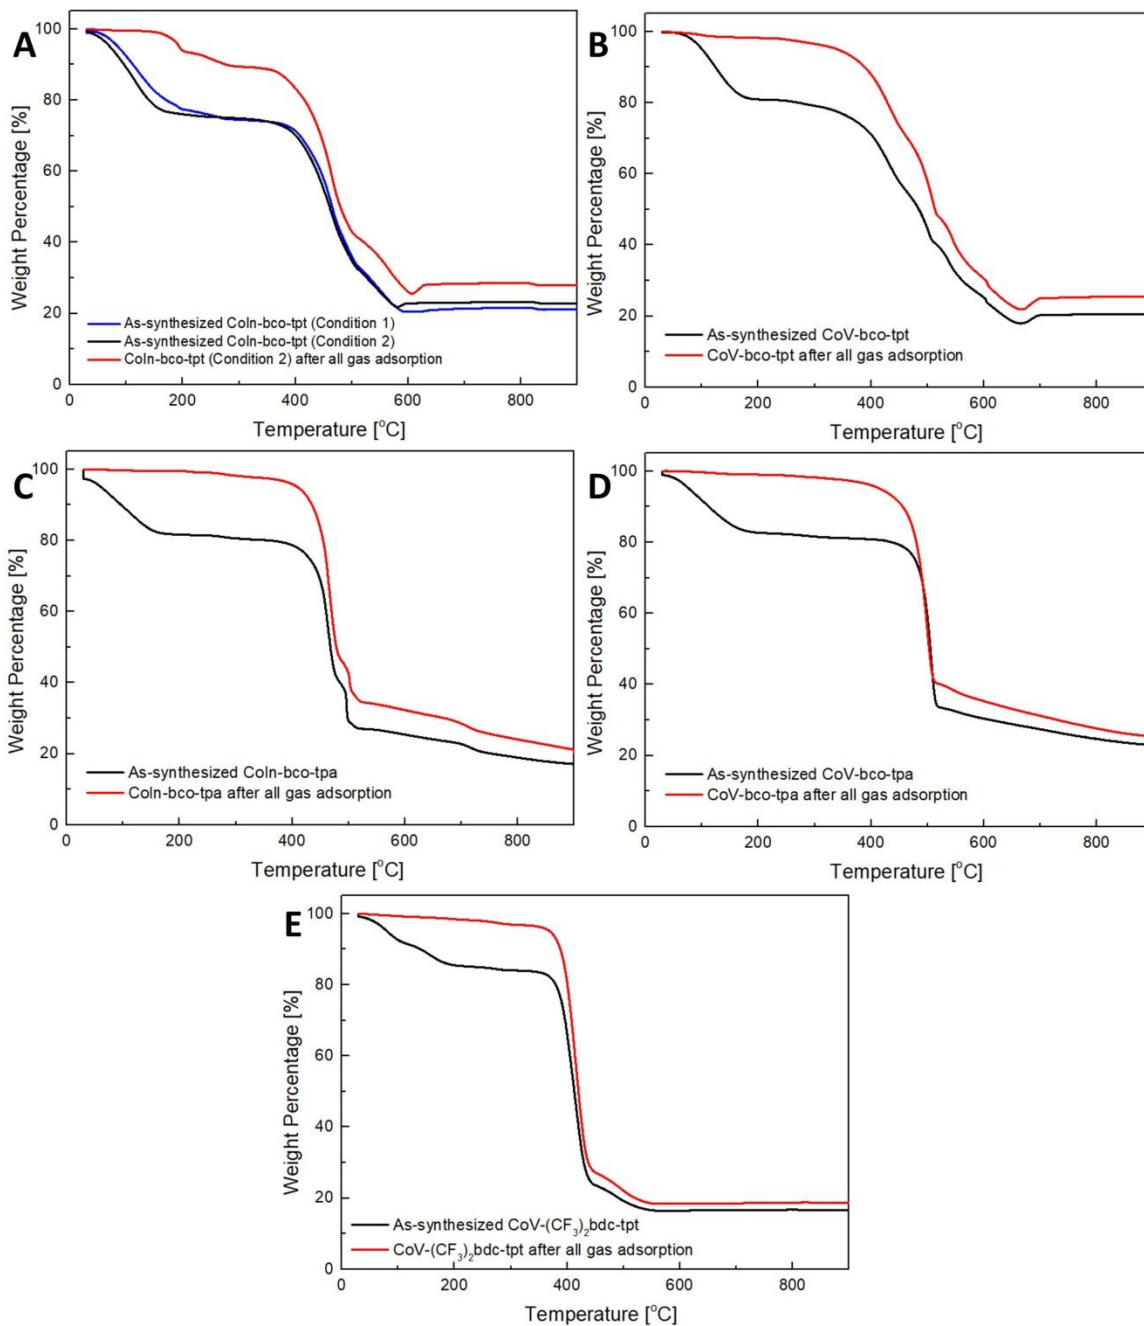 A
Weight Percentage [%]
100
80
60
40
20
0
As-synthesized CoIn-bco-tpt (Condition 1)
As-synthesized CoIn-bco-tpt (Condition 2)
CoIn-bco-tpt (Condition 2) after all gas adsorption
0 200 400 600 800
Temperature [°C]
B
Weight Percentage [%]
100
80
60
40
20
0
As-synthesized CoV-bco-tpt
CoV-bco-tpt after all gas adsorption
0 200 400 600 800
Temperature [°C]
C
Weight Percentage [%]
100
80
60
40
20
0
As-synthesized CoIn-bco-tpa
CoIn-bco-tpa after all gas adsorption
0 200 400 600 800
Temperature [°C]
D
Weight Percentage [%]
100
80
60
40
20
0
As-synthesized CoV-bco-tpa
CoV-bco-tpa after all gas adsorption
0 200 400 600 800
Temperature [°C]
E
Weight Percentage [%]
100
80
60
40
20
0
As-synthesized CoV-(CF₃)₂bdc-tpt
CoV-(CF₃)₂bdc-tpt after all gas adsorption
0 200 400 600 800
Temperature [°C]